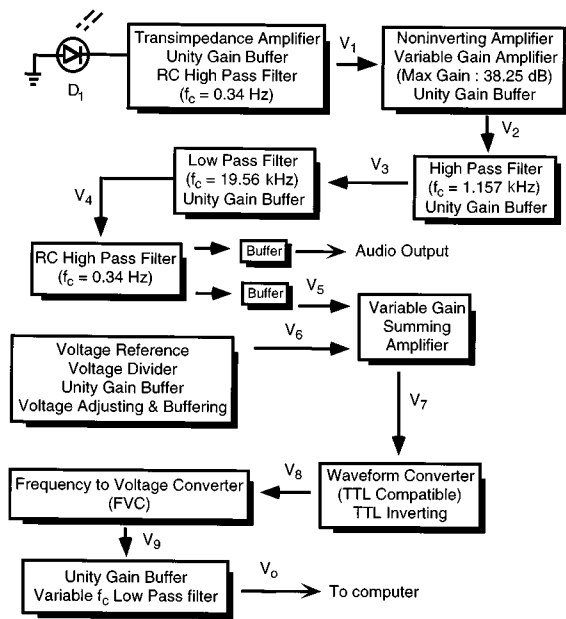 Transimpedance Amplifier
Unity Gain Buffer
RC High Pass Filter
(fc = 0.34 Hz)
D1
V1
Noninverting Amplifier
Variable Gain Amplifier
(Max Gain : 38.25 dB)
Unity Gain Buffer
V2
High Pass Filter
(fc = 1.157 kHz)
Unity Gain Buffer
V3
Low Pass Filter
(fc = 19.56 kHz)
Unity Gain Buffer
V4
RC High Pass Filter
(fc = 0.34 Hz)
Buffer
Audio Output
Buffer
V5
Variable Gain
Summing
Amplifier
V6
Voltage Reference
Voltage Divider
Unity Gain Buffer
Voltage Adjusting & Buffering
V7
Waveform Converter
(TTL Compatible)
TTL Inverting
V8
Frequency to Voltage Converter
(FVC)
V9
Unity Gain Buffer
Variable fc Low Pass filter
Vo
To computer